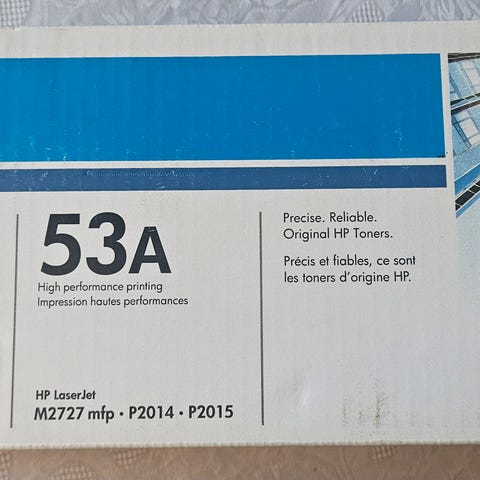 53A
High performance printing
Impression hautes performances
HP LaserJet
M2727 mfp • P2014 • P2015
Precise. Reliable.
Original HP Toners.
Précis et fiables, ce sont
les toners d'origine HP.